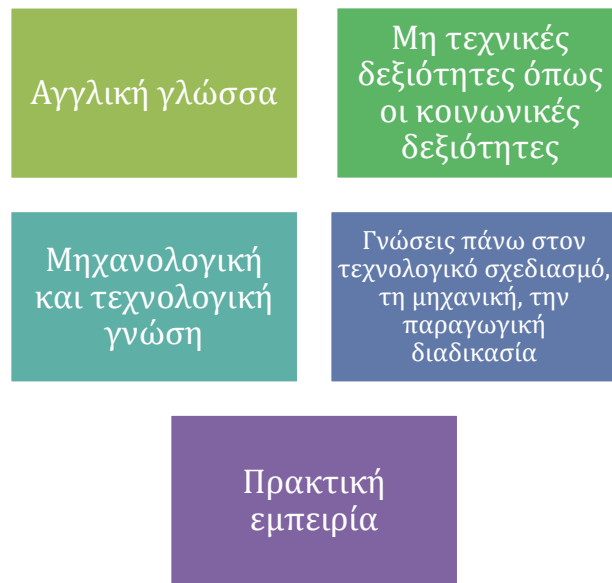 Αγγλική γλώσσα
Μη τεχνικές
δεξιότητες όπως
οι κοινωνικές
δεξιότητες
Μηχανολογική
και τεχνολογική
γνώση
Γνώσεις πάνω στον
τεχνολογικό σχεδιασμό,
τη μηχανική, την
παραγωγική
διαδικασία
Πρακτική
εμπειρία